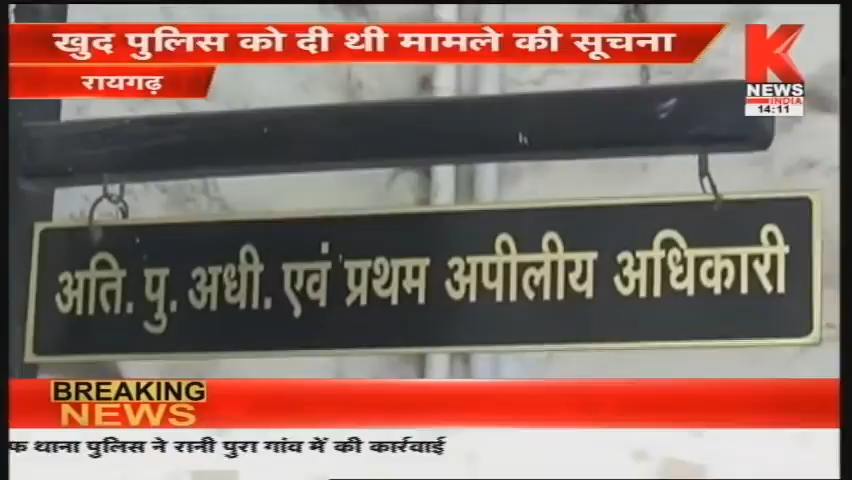 खुद पुलिस को दी थी मामले की सूचना
रायगढ़
K
NEWS
INDIA
14:11
अति. पु. अधी. एवं प्रथम अपीलीय अधिकारी
BREAKING
NEWS
थाना पुलिस ने रानी पुरा गांव में की कार्रवाई